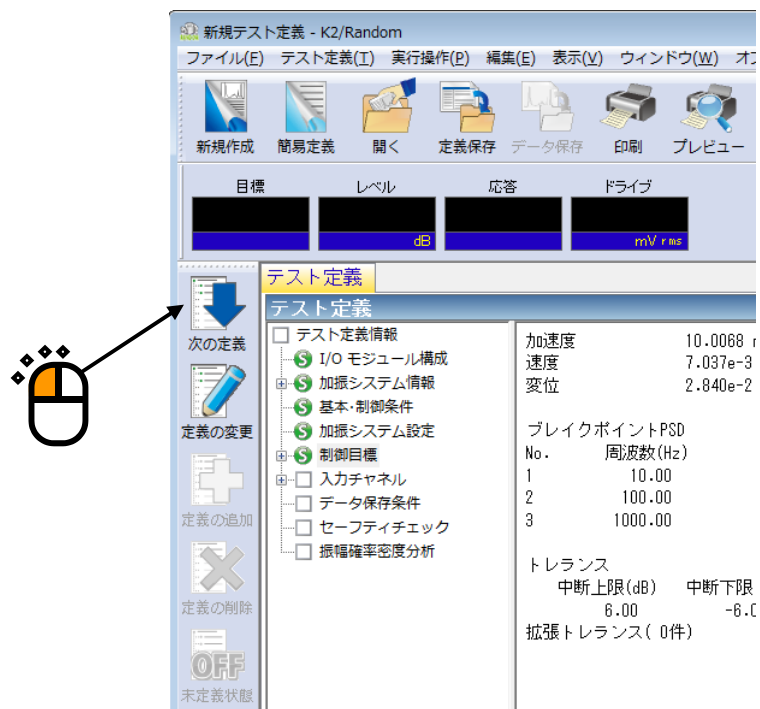 新規テスト定義 - K2/Random
ファイル(F) テスト定義(T) 実行操作(P) 編集(E) 表示(V) ウィンドウ(W)
新規作成 簡易定義 開く 定義保存 データ保存 印刷 プレビュー
目標 レベル 応答 ドライブ
dB mVrms
テスト定義
テスト定義
次の定義
定義の変更
定義の追加
定義の削除
OFF
未定義状態
テスト定義情報
S I/O モジュール構成
S 加振システム情報
S 基本・制御条件
S 加振システム設定
S 制御目標
入力チャネル
データ保存条件
セーフティチェック
振幅確率密度分析
加速度 10.0068
速度 7.037e-3
変位 2.840e-2
ブレイクポイントPSD
No. 周波数(Hz)
1 10.00
2 100.00
3 1000.00
トレランス
中断上限(dB) 中断下限
6.00 -6.0
拡張トレランス( 0件)